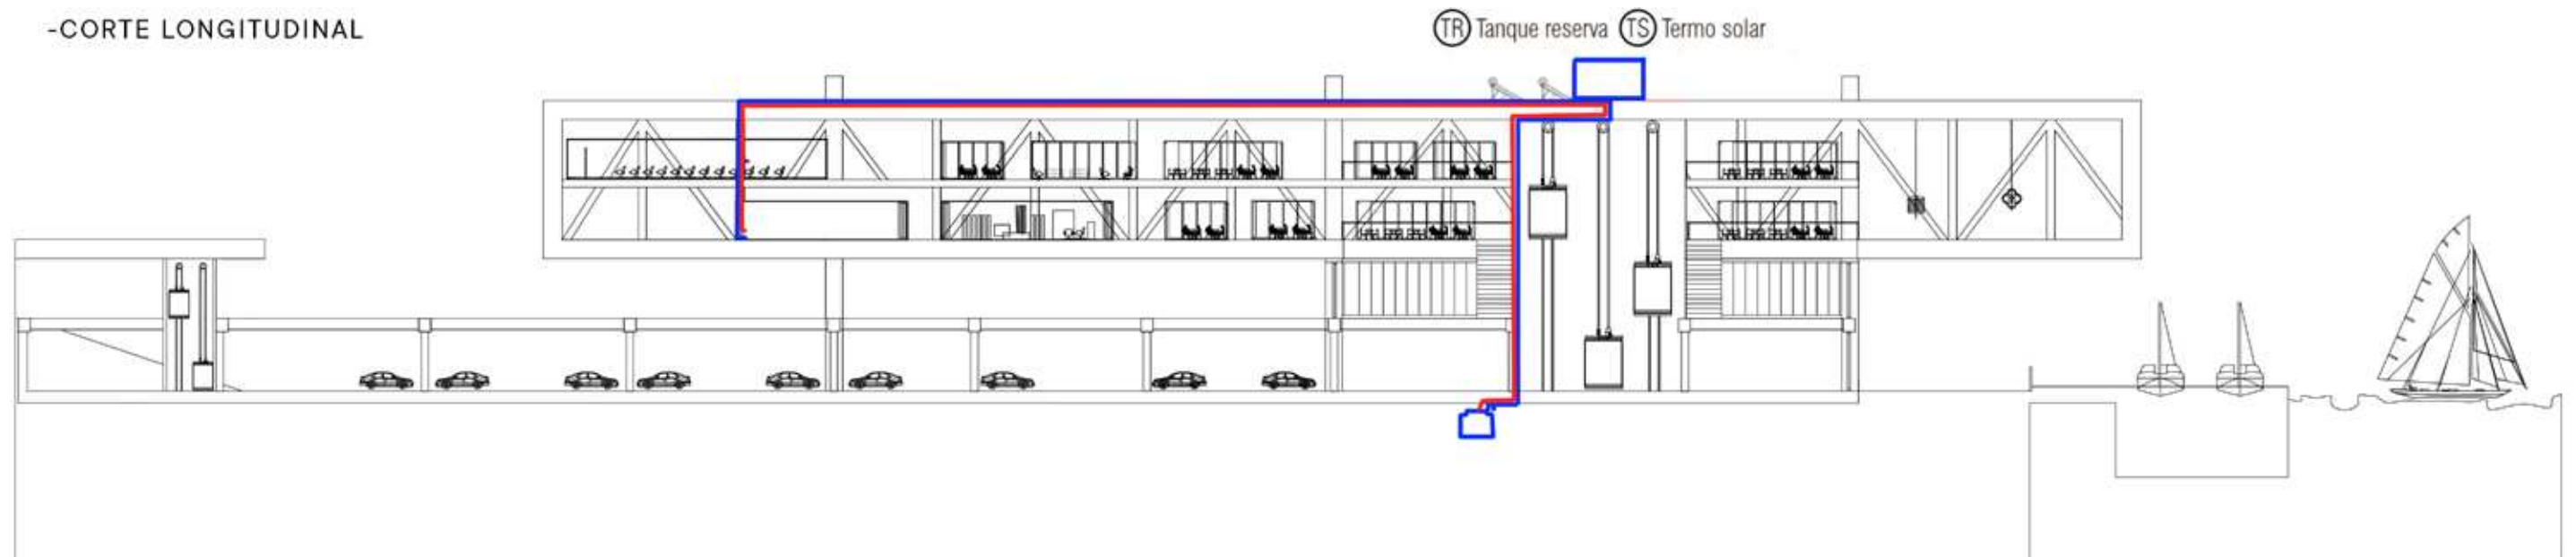 -CORTE LONGITUDINAL
TR Tanque reserva TS Termo solar